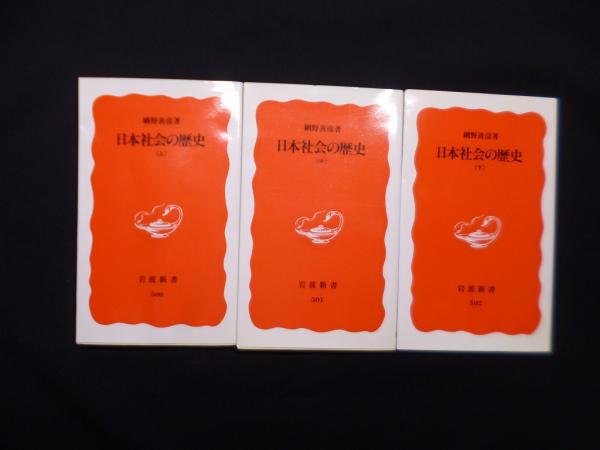 網野善彦著
日本社会の歴史
(上)
岩波新書
500
網野善彦著
日本社会の歴史
(中)
岩波新書
501
網野善彦著
日本社会の歴史
(下)
岩波新書
502